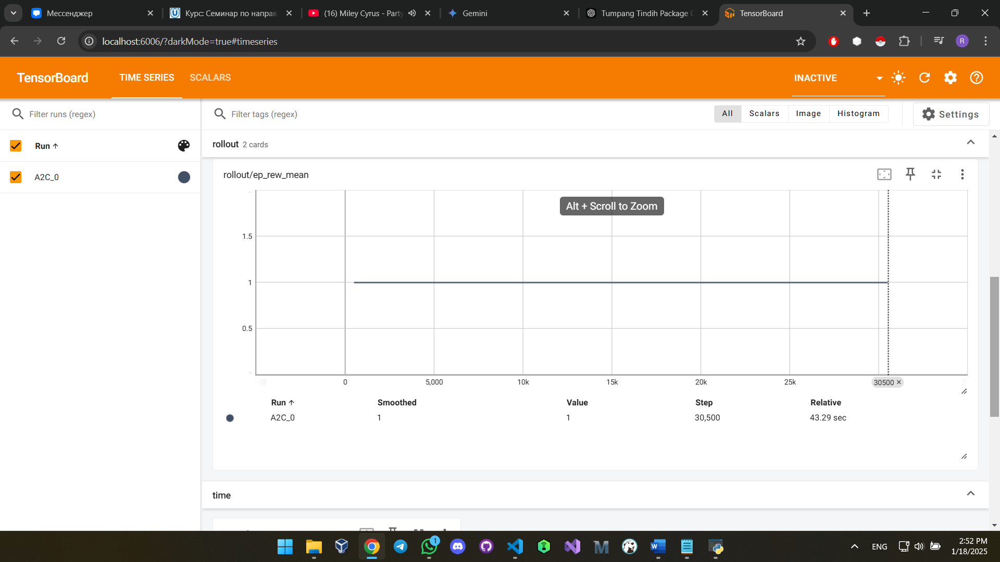 Мессенджер
Курс: Семинар по направ
(16) Miley Cyrus - Party
Gemini
Tumpang Tindih Package C
TensorBoard
localhost:6006/?darkMode=true#timeseries
R
TensorBoard
TIME SERIES
SCALARS
INACTIVE
Filter runs (regex)
Filter tags (regex)
All
Scalars
Image
Histogram
Settings
Run
rollout 2 cards
A2C_0
rollout/ep_rew_mean
Alt + Scroll to Zoom
1.5
1
0.5
0
5,000
10k
15k
20k
25k
30500
Run
Smoothed
Value
Step
Relative
A2C_0
1
1
30,500
43.29 sec
time
1
ENG
2:52 PM
1/18/2025